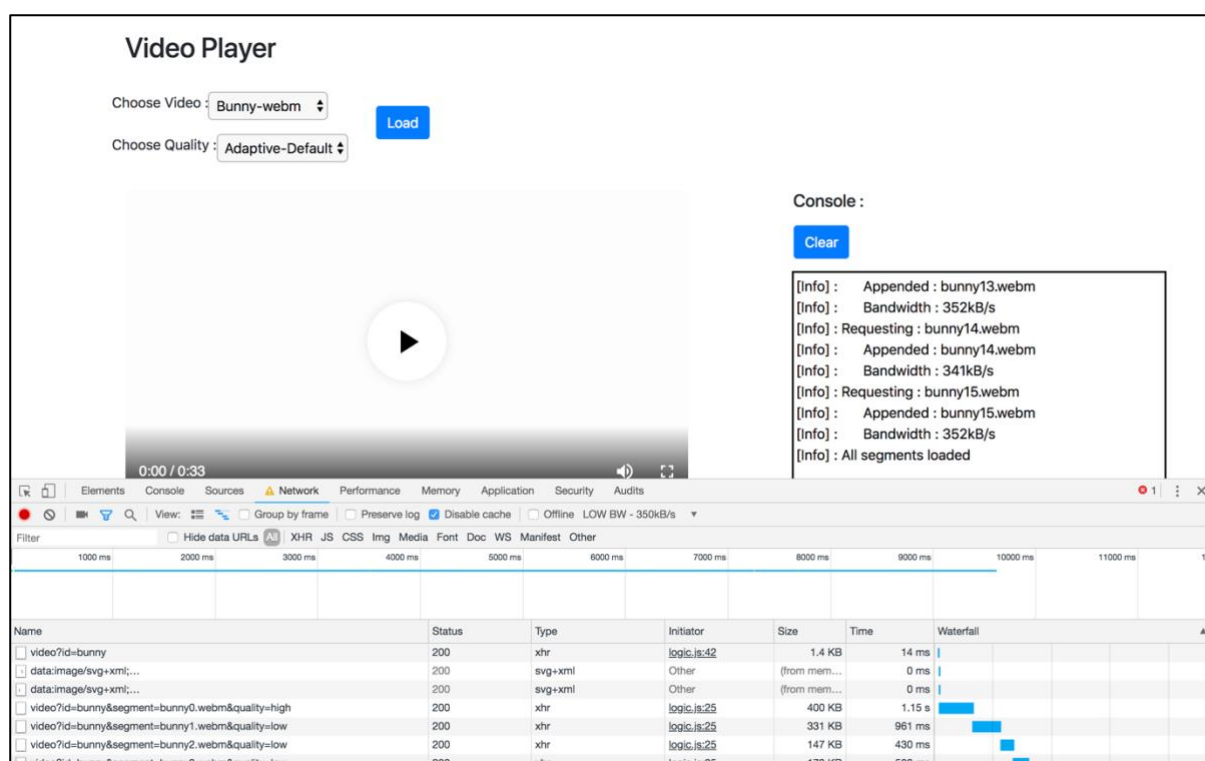 Video Player
Choose Video : Bunny-webm
Load
Choose Quality : Adaptive-Default
Console :
Clear
[Info] : Appended : bunny13.webm
[Info] : Bandwidth : 352kB/s
[Info] : Requesting : bunny14.webm
[Info] : Appended : bunny14.webm
[Info] : Bandwidth : 341kB/s
[Info] : Requesting : bunny15.webm
[Info] : Appended : bunny15.webm
[Info] : Bandwidth : 352kB/s
[Info] : All segments loaded
0:00 / 0:33
Elements Console Sources Network Performance Memory Application Security Audits 1
View: Group by frame Preserve log Disable cache Offline LOW BW - 350kB/s
Filter Hide data URLs All XHR JS CSS Img Media Font Doc WS Manifest Other
1000 ms 2000 ms 3000 ms 4000 ms 5000 ms 6000 ms 7000 ms 8000 ms 9000 ms 10000 ms 11000 ms
Name Status Type Initiator Size Time Waterfall
video?id=bunny 200 xhr logic.js:42 1.4 KB 14 ms
data:image/svg+xml;... 200 svg+xml Other (from mem... 0 ms
data:image/svg+xml;... 200 svg+xml Other (from mem... 0 ms
video?id=bunny&segment=bunny0.webm&quality=high 200 xhr logic.js:25 400 KB 1.15 s
video?id=bunny&segment=bunny1.webm&quality=low 200 xhr logic.js:25 331 KB 961 ms
video?id=bunny&segment=bunny2.webm&quality=low 200 xhr logic.js:25 147 KB 430 ms